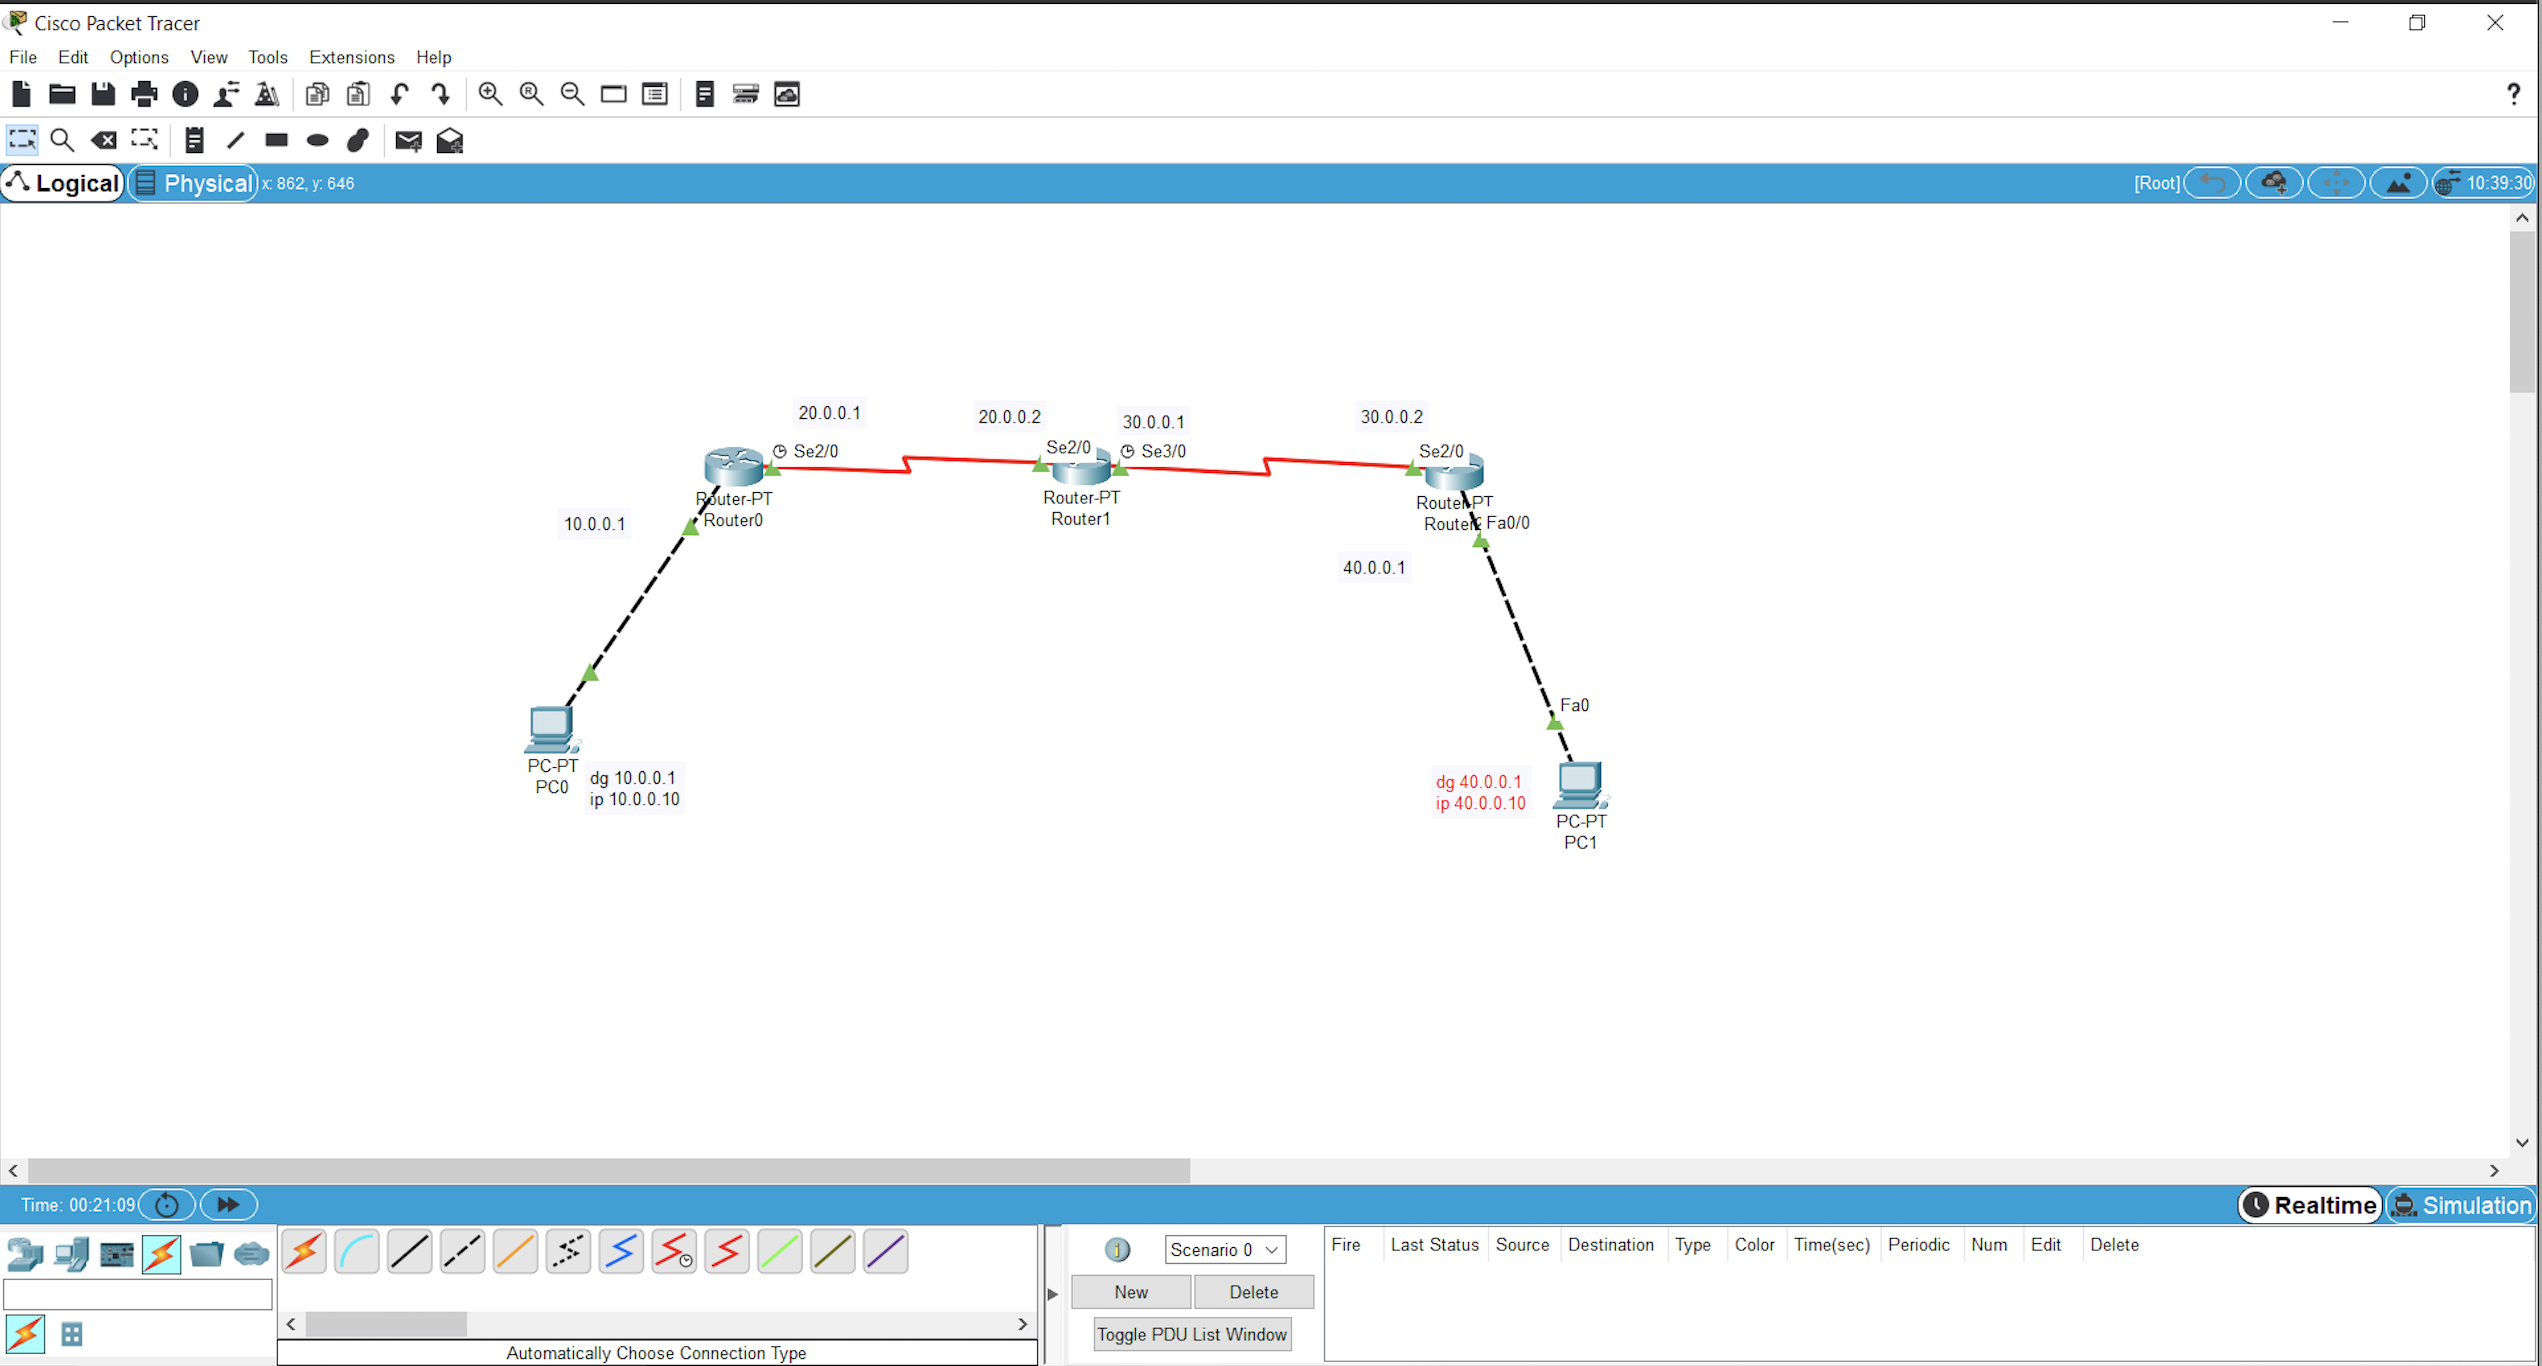 Cisco Packet Tracer
File Edit Options View Tools Extensions Help
?
Logical Physical x: 862, y: 646 [Root] 10:39:30
20.0.0.1 20.0.0.2 30.0.0.1 30.0.0.2
Se2/0 Se2/0 Se3/0 Se2/0
Router-PT Router-PT Router-PT
Router0 Router1 Fa0/0
10.0.0.1
40.0.0.1
Fa0
PC-PT
PC0
dg 10.0.0.1
ip 10.0.0.10
dg 40.0.0.1
ip 40.0.0.10
PC-PT
PC1
Time: 00:21:09 Realtime Simulation
Scenario 0
New Delete
Toggle PDU List Window
Fire Last Status Source Destination Type Color Time(sec) Periodic Num Edit Delete
Automatically Choose Connection Type